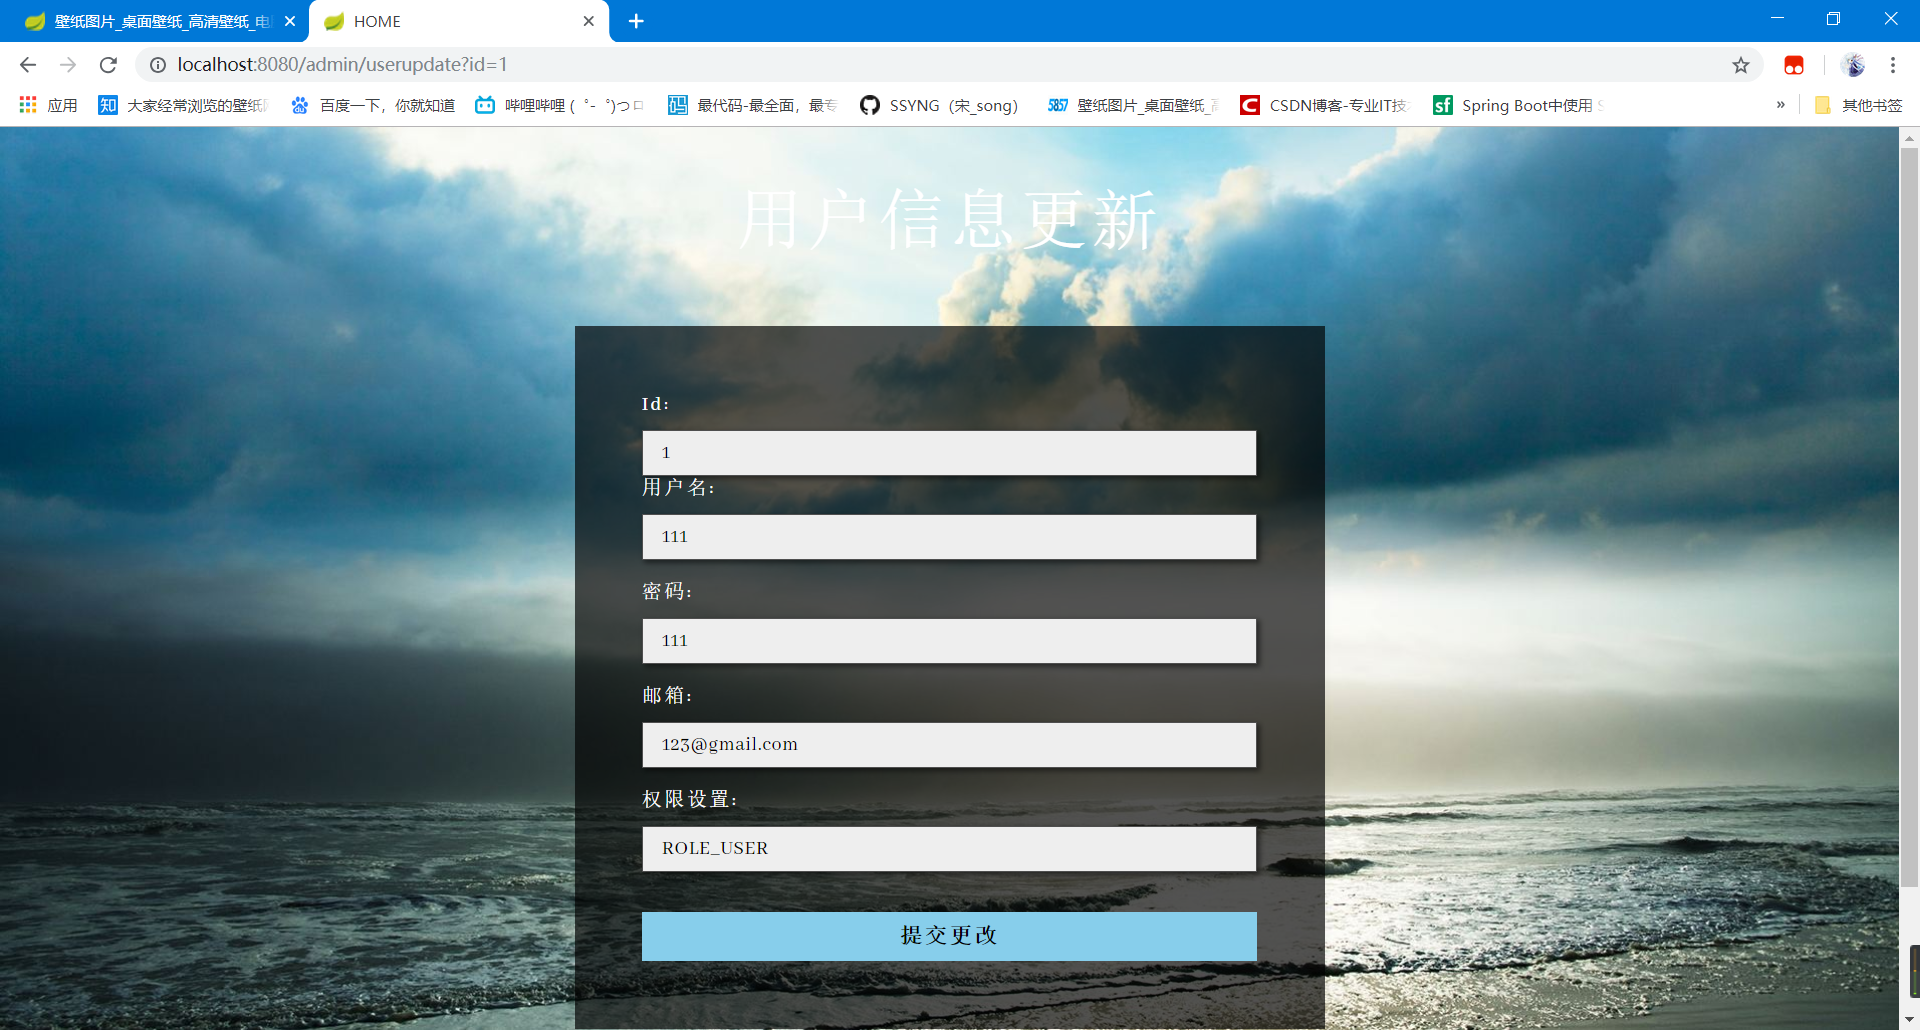 壁纸图片_桌面壁纸_高清壁纸_电
HOME
localhost:8080/admin/userupdate?id=1
应用
知
大家经常浏览的壁纸
百度一下，你就知道
哔哩哔哩 ( ゜- ゜)つロ
码
最代码-最全面，最专
SSYNG（宋_song）
5857
壁纸图片_桌面壁纸_高
C
CSDN博客-专业IT技
sf
Spring Boot中使用 S
»
其他书签
用户信息更新
Id:
1
用户名:
111
密码:
111
邮箱:
123@gmail.com
权限设置:
ROLE_USER
提交更改